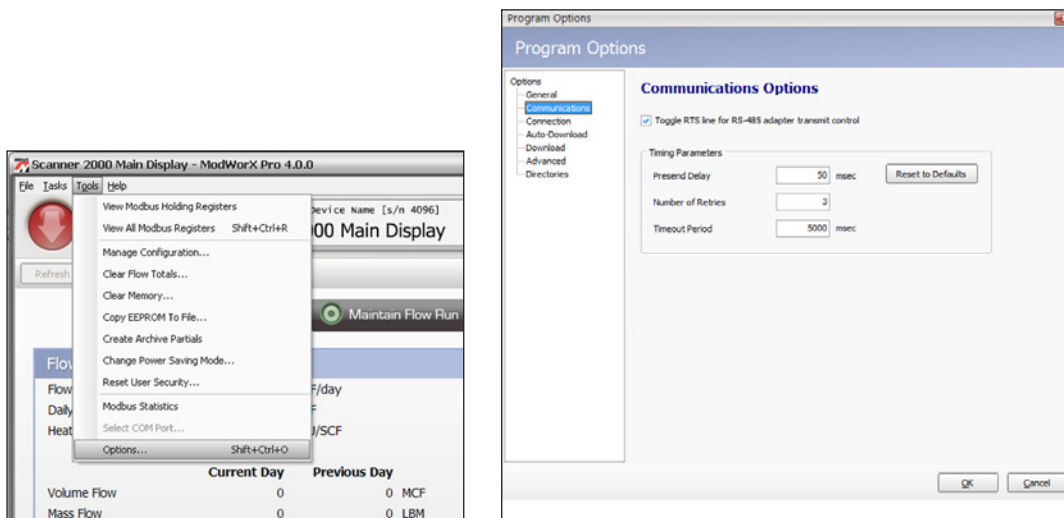 Scanner 2000 Main Display - ModWorX Pro 4.0.0
File Tasks Tools Help
Device Name [s/n 4096]
00 Main Display
Refresh
View Modbus Holding Registers
View All Modbus Registers Shift+Ctrl+R
Manage Configuration...
Clear Flow Totals...
Clear Memory...
Copy EEPROM To File...
Create Archive Partials
Change Power Saving Mode...
Reset User Security...
Modbus Statistics
Select COM Port...
Options... Shift+Ctrl+O
Maintain Flow Run
Flow
Flow F/day
Daily F
Heat U/SCF
Current Day Previous Day
Volume Flow 0 0 MCF
Mass Flow 0 0 LBM
Program Options
Program Options
Options
General
Communications
Connection
Auto-Download
Download
Advanced
Directories
Communications Options
Toggle RTS line for RS-485 adapter transmit control
Timing Parameters
Presend Delay 50 msec Reset to Defaults
Number of Retries 3
Timeout Period 5000 msec
OK Cancel